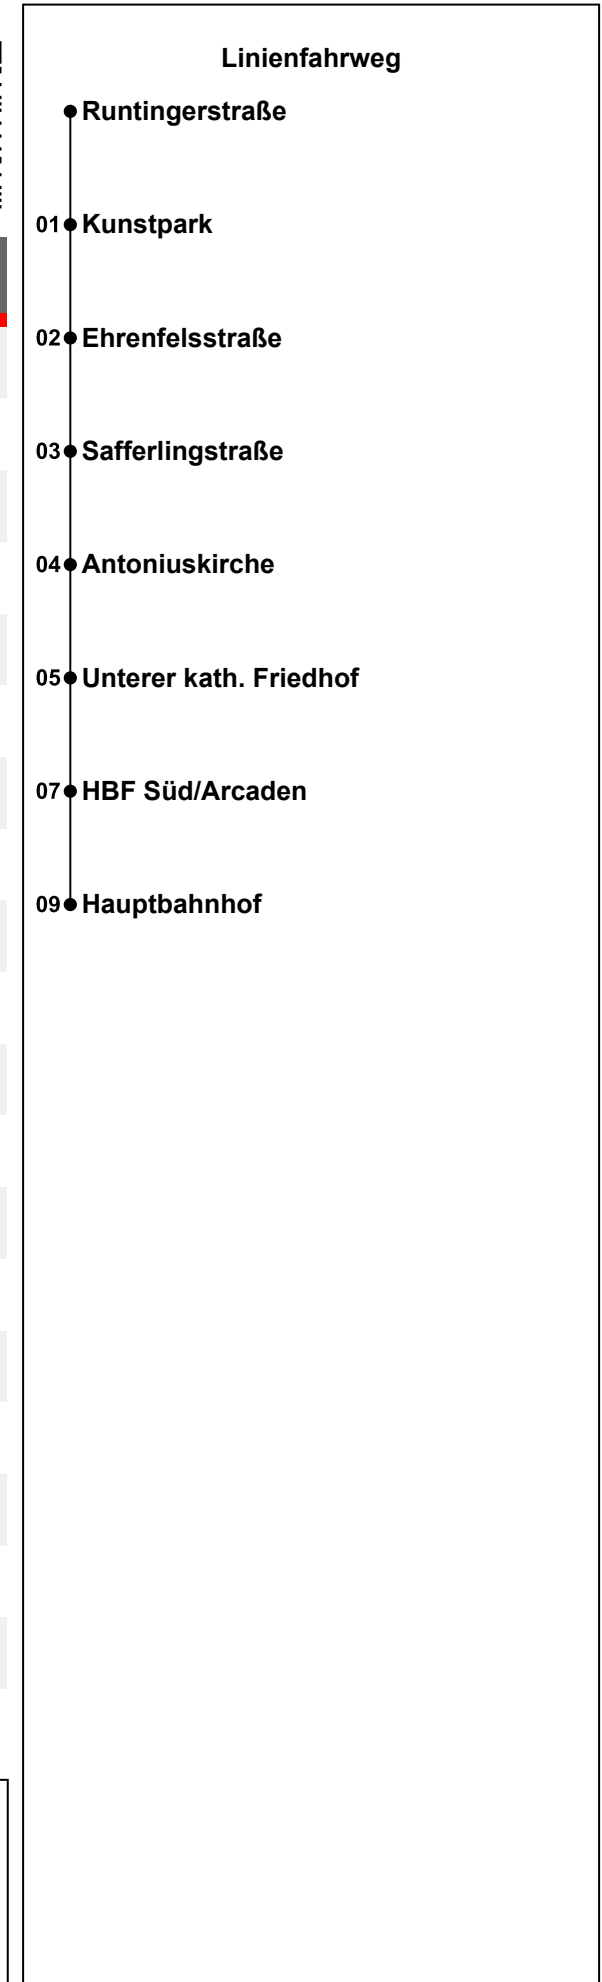 Linienfahrweg
Runtingerstraße
01 Kunstpark
02 Ehrenfelsstraße
03 Safferlingstraße
04 Antoniuskirche
05 Unterer kath. Friedhof
07 HBF Süd/Arcaden
09 Hauptbahnhof